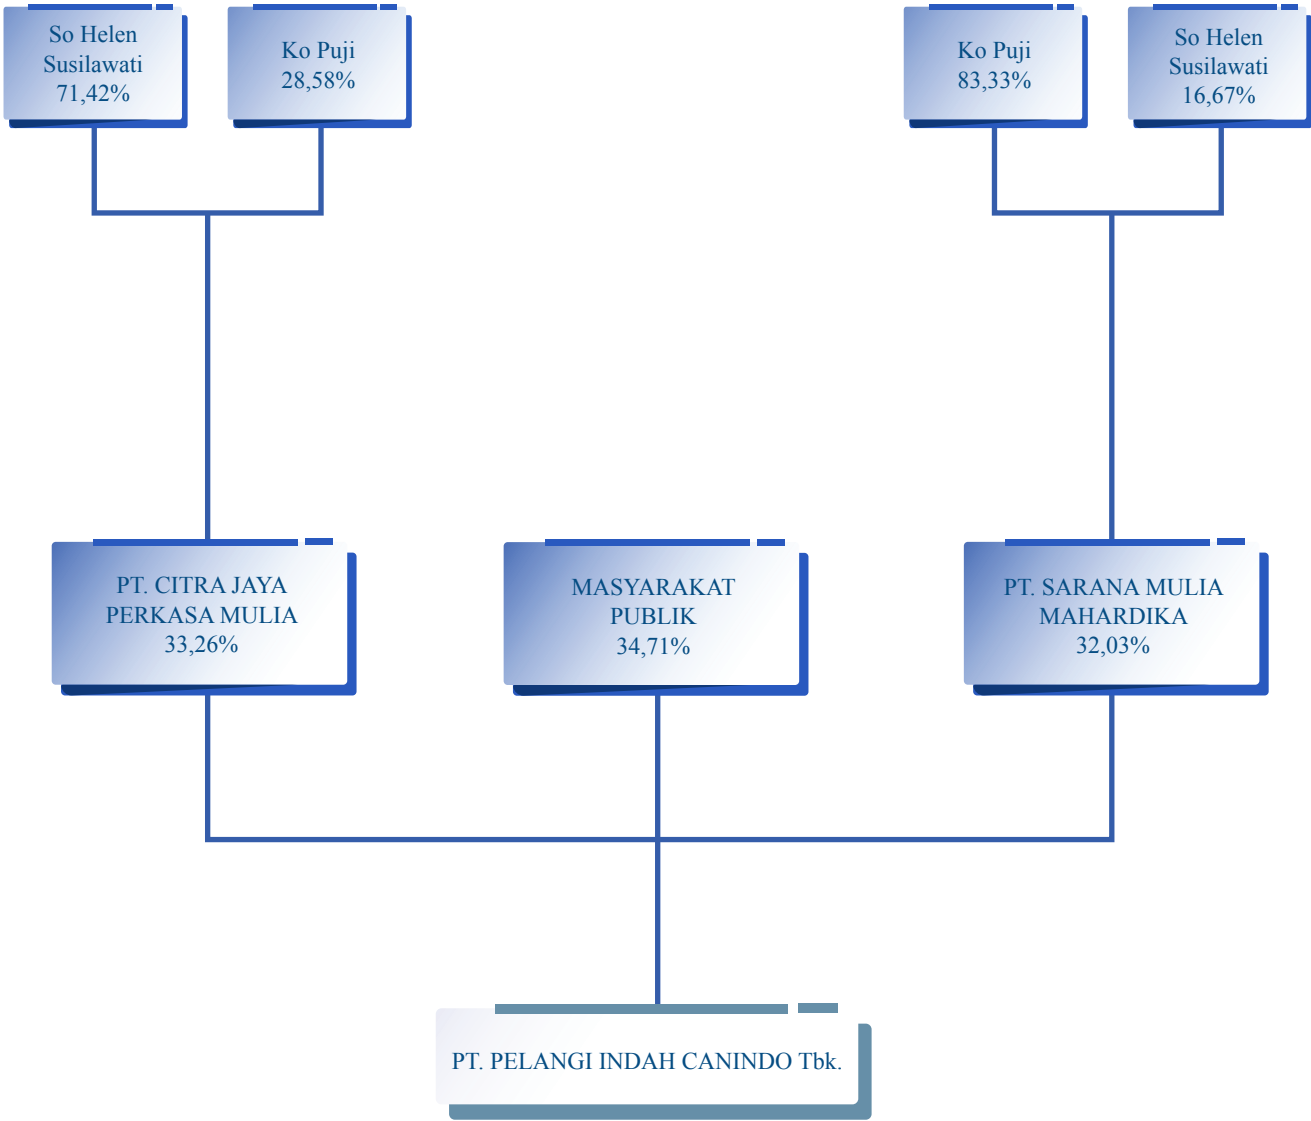 So Helen
Susilawati
71,42%
Ko Puji
28,58%
Ko Puji
83,33%
So Helen
Susilawati
16,67%
PT. CITRA JAYA
PERKASA MULIA
33,26%
MASYARAKAT
PUBLIK
34,71%
PT. SARANA MULIA
MAHARDIKA
32,03%
PT. PELANGI INDAH CANINDO Tbk.